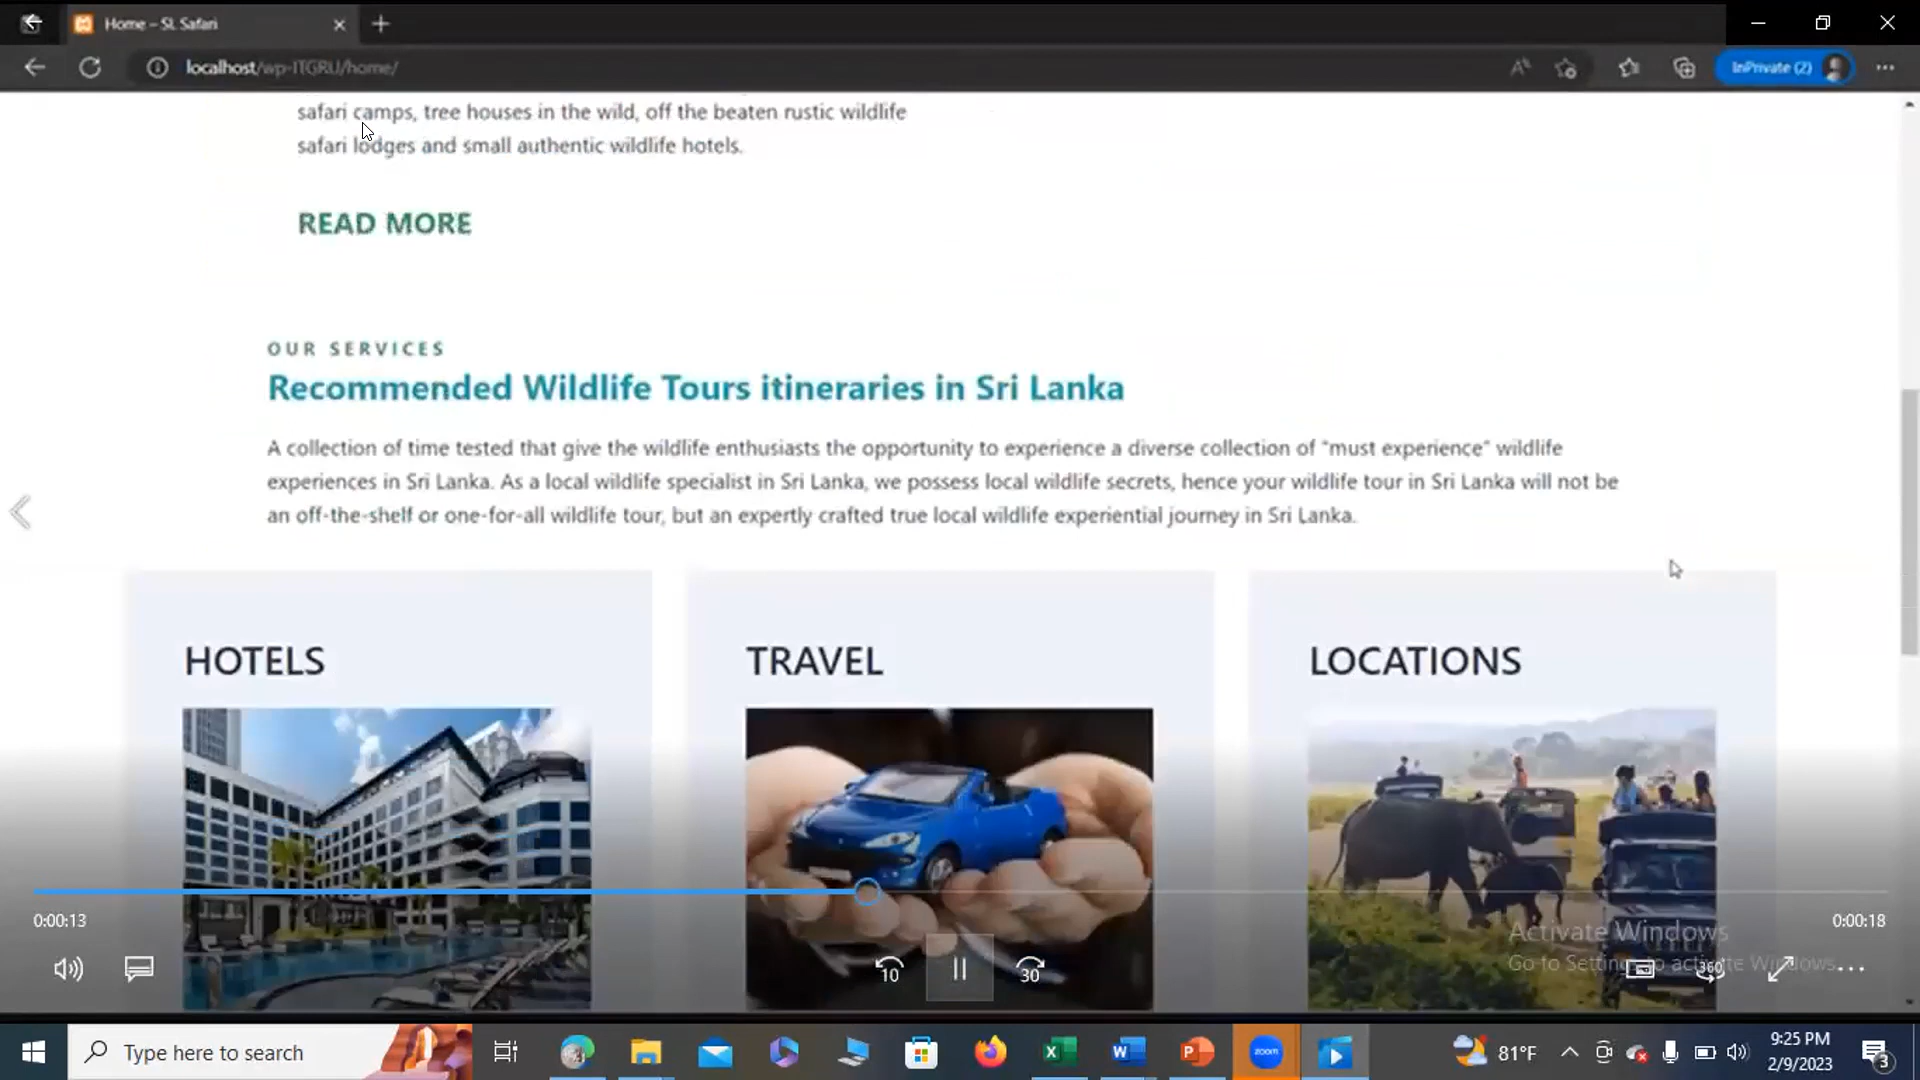 Home – SL Safari
localhost/wp-ITGRU/home/
InPrivate (2)
safari camps, tree houses in the wild, off the beaten rustic wildlife
safari lodges and small authentic wildlife hotels.
READ MORE
OUR SERVICES
Recommended Wildlife Tours itineraries in Sri Lanka
A collection of time tested that give the wildlife enthusiasts the opportunity to experience a diverse collection of “must experience” wildlife
experiences in Sri Lanka. As a local wildlife specialist in Sri Lanka, we possess local wildlife secrets, hence your wildlife tour in Sri Lanka will not be
an off-the-shelf or one-for-all wildlife tour, but an expertly crafted true local wildlife experiential journey in Sri Lanka.
HOTELS
TRAVEL
LOCATIONS
0:00:13
0:00:18
Activate Windows
Go to Settings to activate Windows.
10
30
360
Type here to search
zoom
81°F
9:25 PM
2/9/2023
3